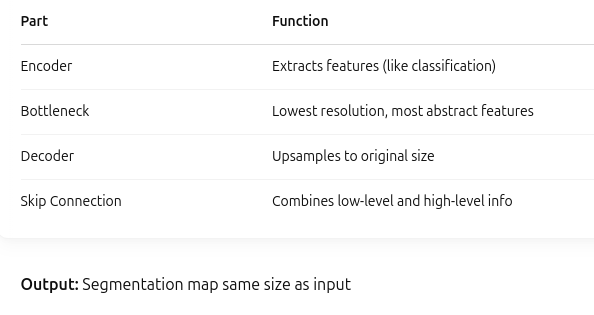 Part Function
Encoder Extracts features (like classification)
Bottleneck Lowest resolution, most abstract features
Decoder Upsamples to original size
Skip Connection Combines low-level and high-level info
Output: Segmentation map same size as input